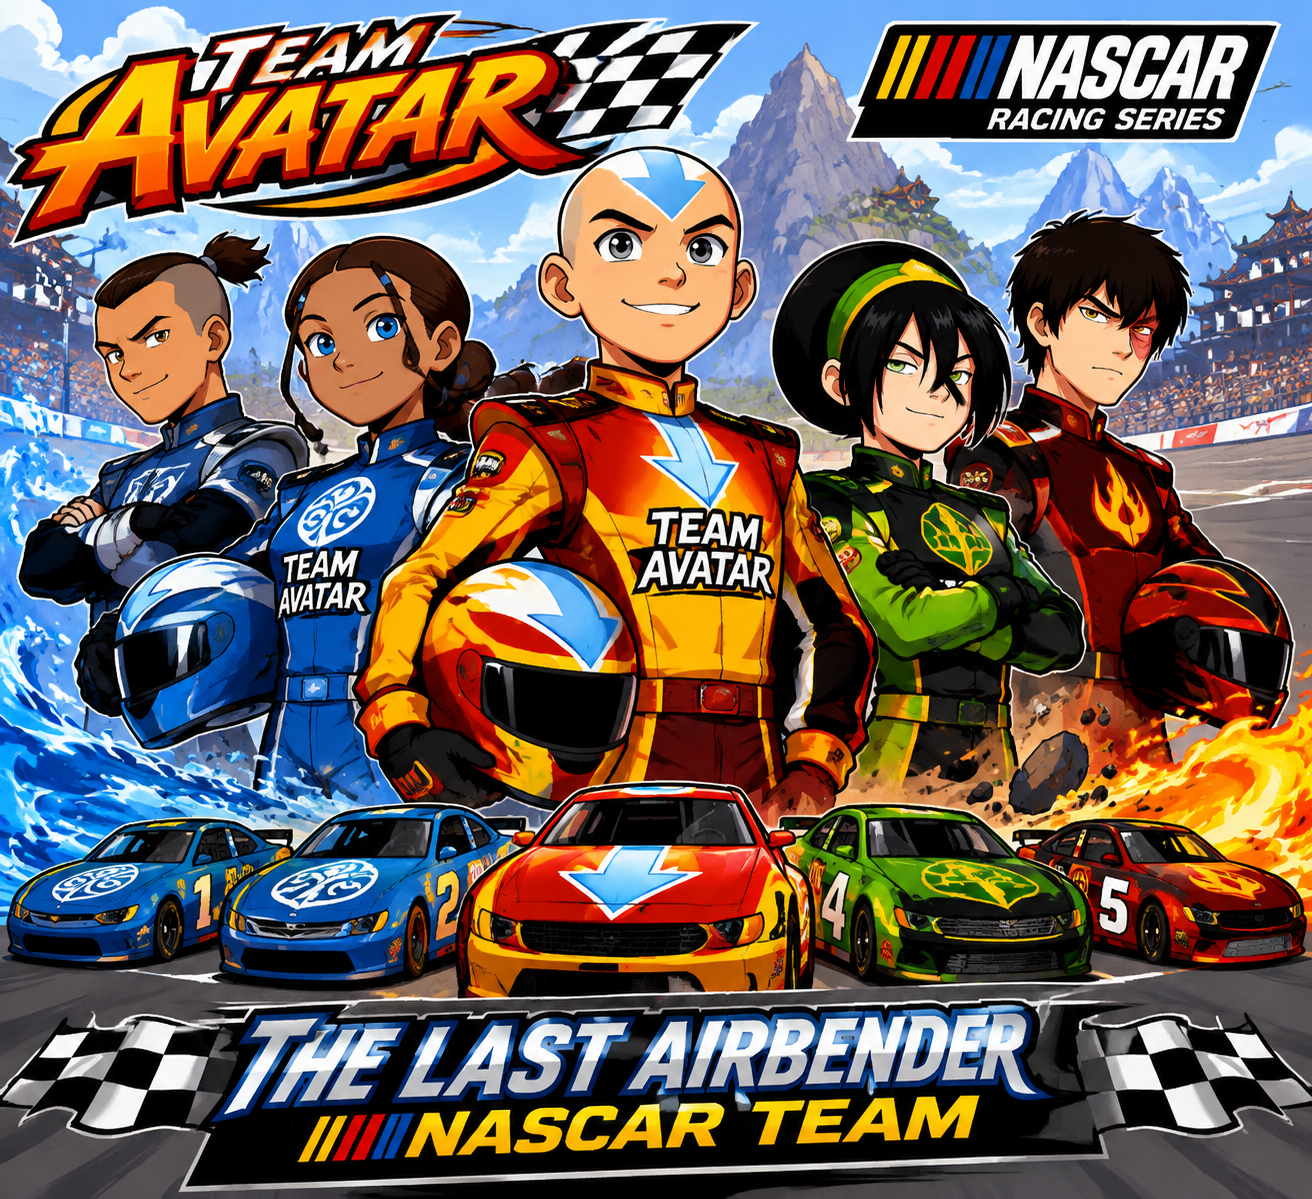 TEAM
AVATAR
NASCAR
RACING SERIES
TEAM
AVATAR
TEAM
AVATAR
1
2
4
5
THE LAST AIRBENDER
NASCAR TEAM